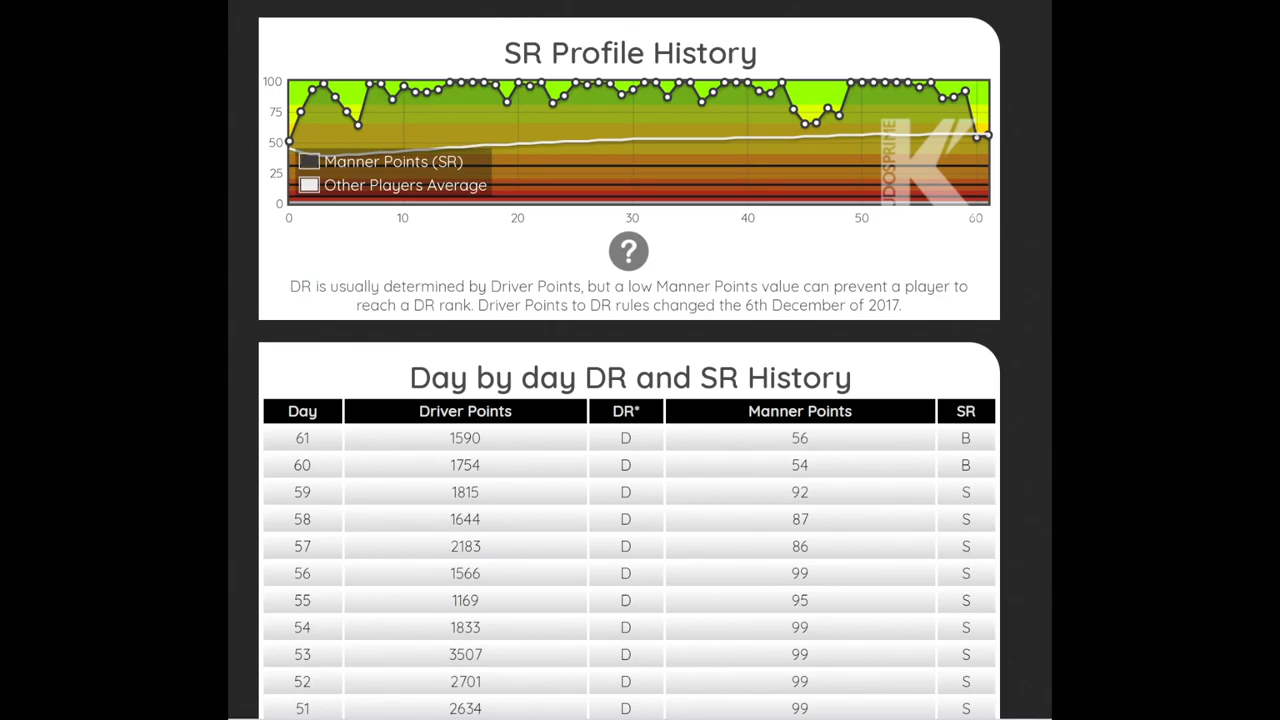 SR Profile History
100
75
50
25
0
Manner Points (SR)
Other Players Average
0 10 20 30 40 50 60
UDOSPRIME
K'
?
DR is usually determined by Driver Points, but a low Manner Points value can prevent a player to
reach a DR rank. Driver Points to DR rules changed the 6th December of 2017.
Day by day DR and SR History
Day Driver Points DR* Manner Points SR
61 1590 D 56 B
60 1754 D 54 B
59 1815 D 92 S
58 1644 D 87 S
57 2183 D 86 S
56 1566 D 99 S
55 1169 D 95 S
54 1833 D 99 S
53 3507 D 99 S
52 2701 D 99 S
51 2634 D 99 S